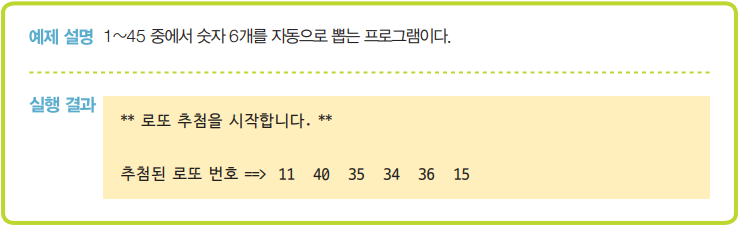 예제 설명 1~45 중에서 숫자 6개를 자동으로 뽑는 프로그램이다.
실행 결과
** 로또 추첨을 시작합니다. **
추첨된 로또 번호 ==> 11 40 35 34 36 15